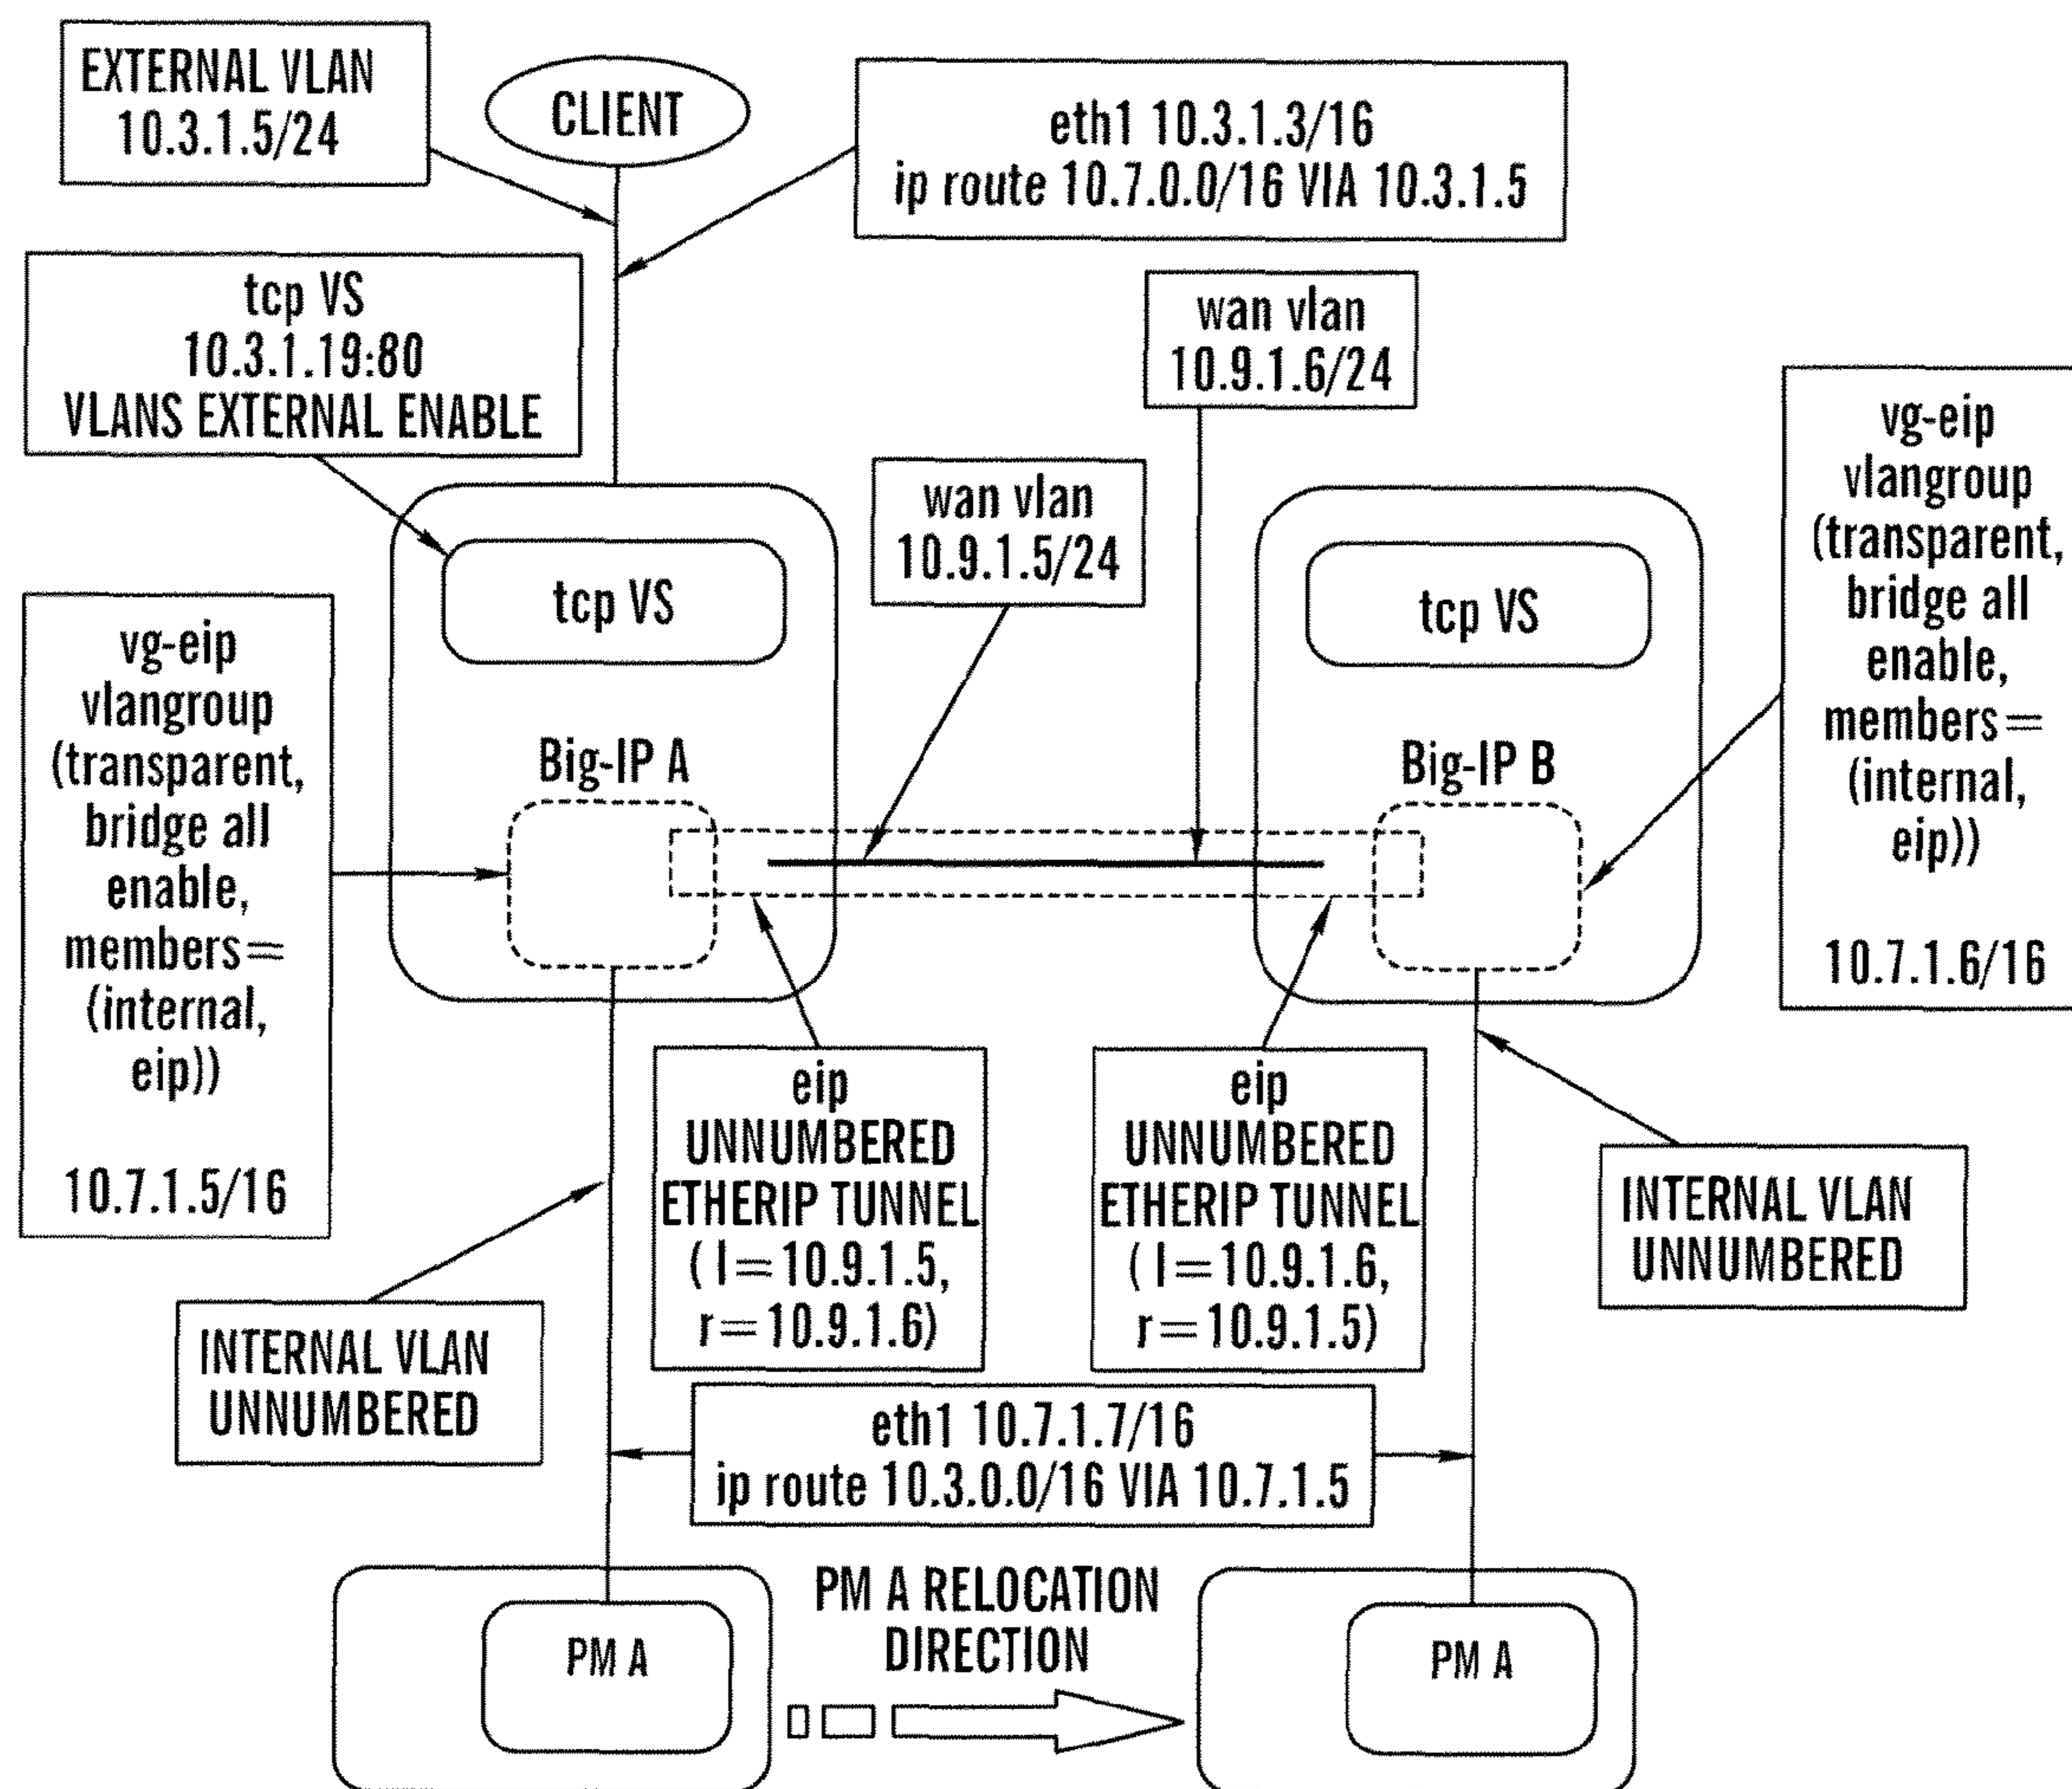 EXTERNAL VLAN
10.3.1.5/24
CLIENT
eth1 10.3.1.3/16
ip route 10.7.0.0/16 VIA 10.3.1.5
tcp VS
10.3.1.19:80
VLANS EXTERNAL ENABLE
wan vlan
10.9.1.6/24
wan vlan
10.9.1.5/24
vg-eip
vlangroup
(transparent,
bridge all
enable,
members=
(internal,
eip))
10.7.1.6/16
tcp VS
tcp VS
vg-eip
vlangroup
(transparent,
bridge all
enable,
members=
(internal,
eip))
10.7.1.5/16
Big-IP A
Big-IP B
eip
UNNUMBERED
ETHERIP TUNNEL
(l=10.9.1.5,
r=10.9.1.6)
eip
UNNUMBERED
ETHERIP TUNNEL
(l=10.9.1.6,
r=10.9.1.5)
INTERNAL VLAN
UNNUMBERED
INTERNAL VLAN
UNNUMBERED
eth1 10.7.1.7/16
ip route 10.3.0.0/16 VIA 10.7.1.5
PM A
PM A RELOCATION
DIRECTION
PM A